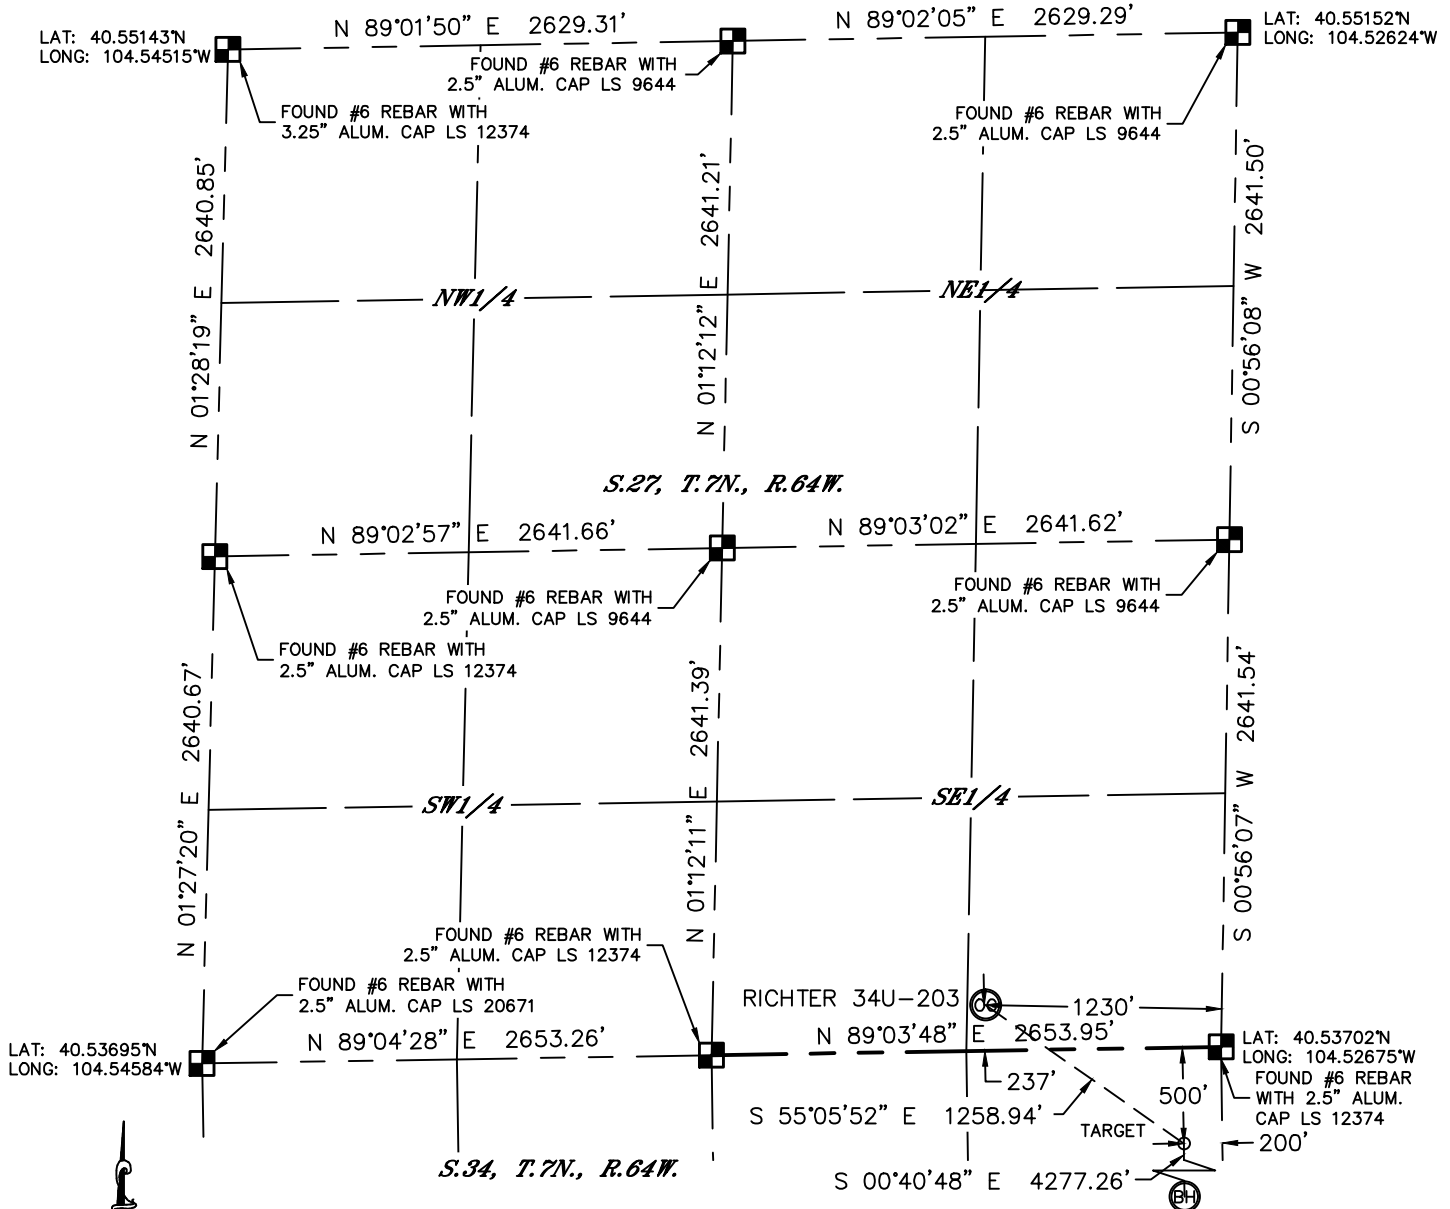 N 89°01'50" E 2629.31'
N 89°02'05" E 2629.29'
LAT: 40.55143°N
LONG: 104.54515°W
LAT: 40.55152°N
LONG: 104.52624°W
FOUND #6 REBAR WITH
2.5" ALUM. CAP LS 9644
FOUND #6 REBAR WITH
3.25" ALUM. CAP LS 12374
FOUND #6 REBAR WITH
2.5" ALUM. CAP LS 9644
N 01°28'19" E 2640.85'
N 01°12'12" E 2641.21'
S 00°56'08" W 2641.50'
NW1/4
NE1/4
S.27, T.7N., R.64W.
N 89°02'57" E 2641.66'
N 89°03'02" E 2641.62'
FOUND #6 REBAR WITH
2.5" ALUM. CAP LS 9644
FOUND #6 REBAR WITH
2.5" ALUM. CAP LS 9644
FOUND #6 REBAR WITH
2.5" ALUM. CAP LS 12374
N 01°27'20" E 2640.67'
N 01°12'11" E 2641.39'
S 00°56'07" W 2641.54'
SW1/4
SE1/4
FOUND #6 REBAR WITH
2.5" ALUM. CAP LS 12374
FOUND #6 REBAR WITH
2.5" ALUM. CAP LS 20671
RICHTER 34U-203
1230'
N 89°04'28" E 2653.26'
N 89°03'48" E 2653.95'
LAT: 40.53695°N
LONG: 104.54584°W
LAT: 40.53702°N
LONG: 104.52675°W
FOUND #6 REBAR
WITH 2.5" ALUM.
CAP LS 12374
237'
500'
S 55°05'52" E 1258.94'
TARGET
200'
S.34, T.7N., R.64W.
S 00°40'48" E 4277.26'
BH